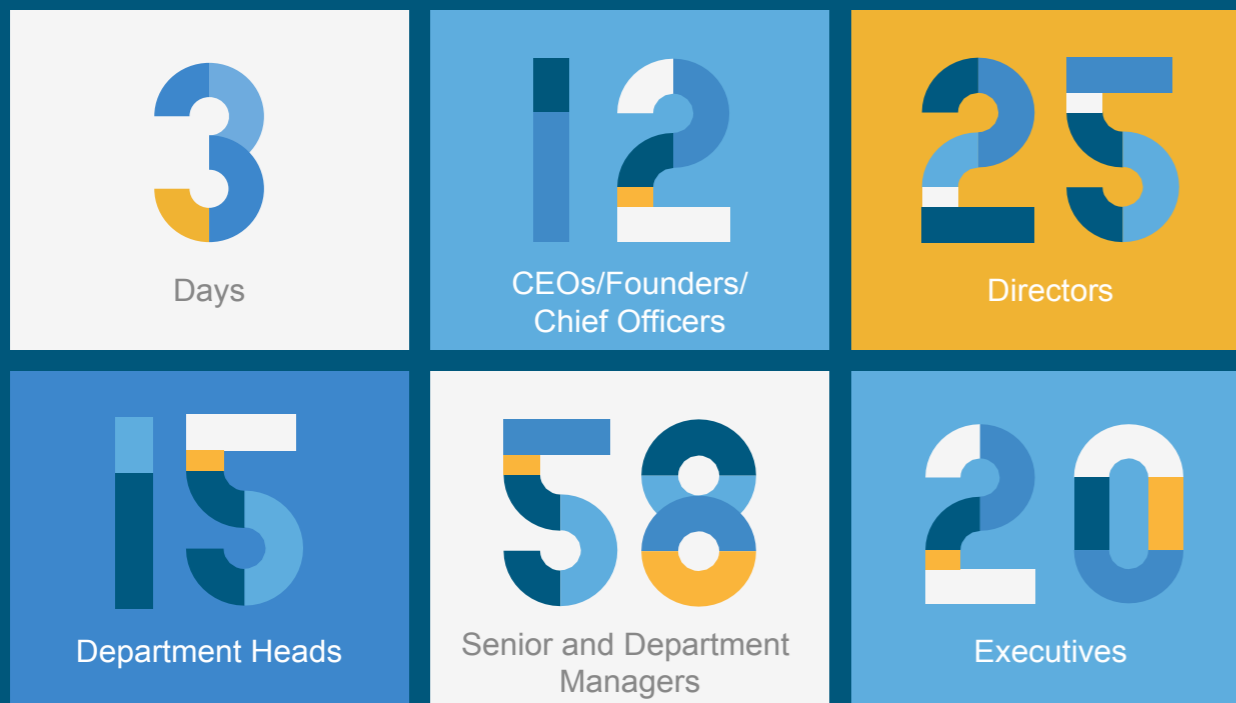 3
Days
12
CEOs/Founders/
Chief Officers
25
Directors
15
Department Heads
58
Senior and Department
Managers
20
Executives